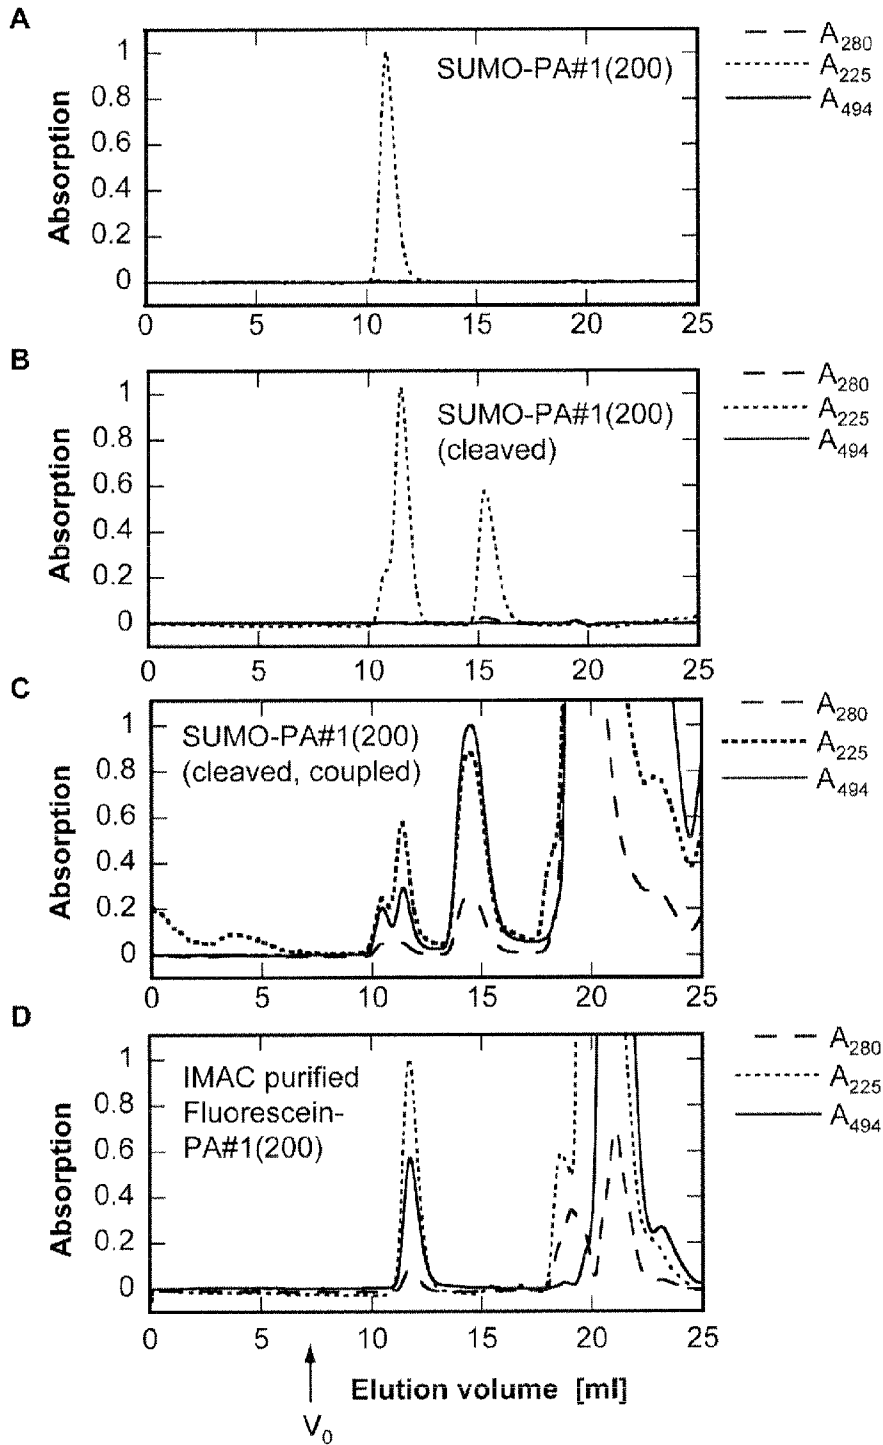 A
Absorption
1
0.8
0.6
0.4
0.2
0
SUMO-PA#1(200)
A280
A225
A494
0 5 10 15 20 25
B
Absorption
1
0.8
0.6
0.4
0.2
0
SUMO-PA#1(200)
(cleaved)
A280
A225
A494
0 5 10 15 20 25
C
Absorption
1
0.8
0.6
0.4
0.2
0
SUMO-PA#1(200)
(cleaved, coupled)
A280
A225
A494
0 5 10 15 20 25
D
Absorption
1
0.8
0.6
0.4
0.2
0
IMAC purified
Fluorescein-
PA#1(200)
A280
A225
A494
0 5 10 15 20 25
Elution volume [ml]
V0